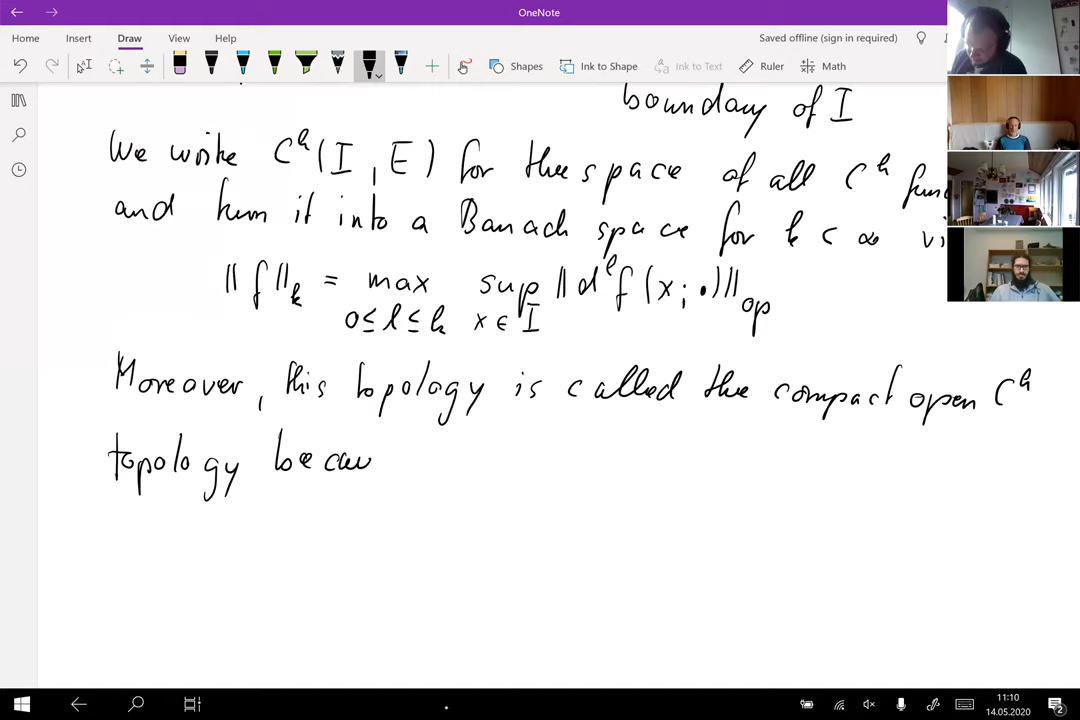 OneNote
Home Insert Draw View Help
Saved offline (sign in required)
Shapes Ink to Shape Ink to Text Ruler Math
boundary of I
We write C^k(I, E) for the space of all C^k func
and turn it into a Banach space for k < ∞ vi
‖f‖_k = max sup ‖d^l f(x; •)‖_op
0≤l≤k x∈I
Moreover, this topology is called the compact open C^k
topology becau
11:10
14.05.2020
2